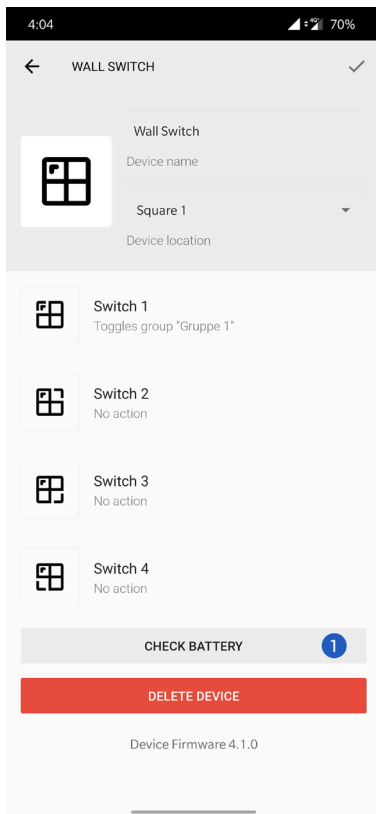 4:04
4G+ 70%
WALL SWITCH
Wall Switch
Device name
Square 1
Device location
Switch 1
Toggles group "Gruppe 1"
Switch 2
No action
Switch 3
No action
Switch 4
No action
CHECK BATTERY 1
DELETE DEVICE
Device Firmware 4.1.0